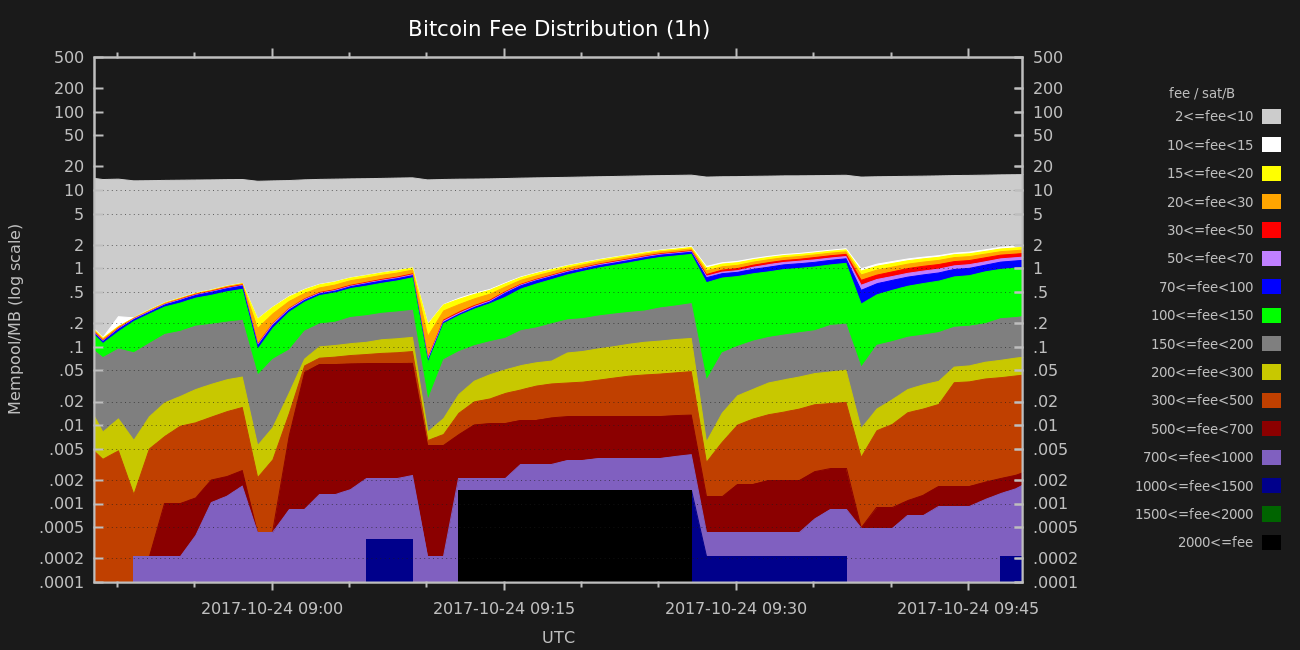 Bitcoin Fee Distribution (1h)
Mempool/MB (log scale)
500
200
100
50
20
10
5
2
1
.5
.2
.1
.05
.02
.01
.005
.002
.001
.0005
.0002
.0001
500
200
100
50
20
10
5
2
1
.5
.2
.1
.05
.02
.01
.005
.002
.001
.0005
.0002
.0001
2017-10-24 09:00
2017-10-24 09:15
2017-10-24 09:30
2017-10-24 09:45
UTC
fee / sat/B
2<=fee<10
10<=fee<15
15<=fee<20
20<=fee<30
30<=fee<50
50<=fee<70
70<=fee<100
100<=fee<150
150<=fee<200
200<=fee<300
300<=fee<500
500<=fee<700
700<=fee<1000
1000<=fee<1500
1500<=fee<2000
2000<=fee